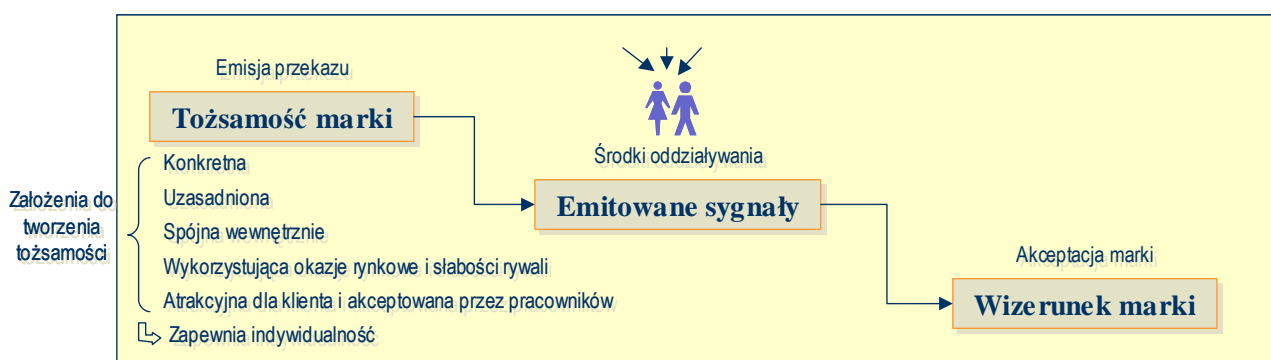 Emisja przekazu
Tożsamość marki
Środki oddziaływania
Emitowane sygnały
Akceptacja marki
Wizerunek marki
Założenia do
tworzenia
tożsamości
Konkretna
Uzasadniona
Spójna wewnętrznie
Wykorzystująca okazje rynkowe i słabości rywali
Atrakcyjna dla klienta i akceptowana przez pracowników
Zapewnia indywidualność